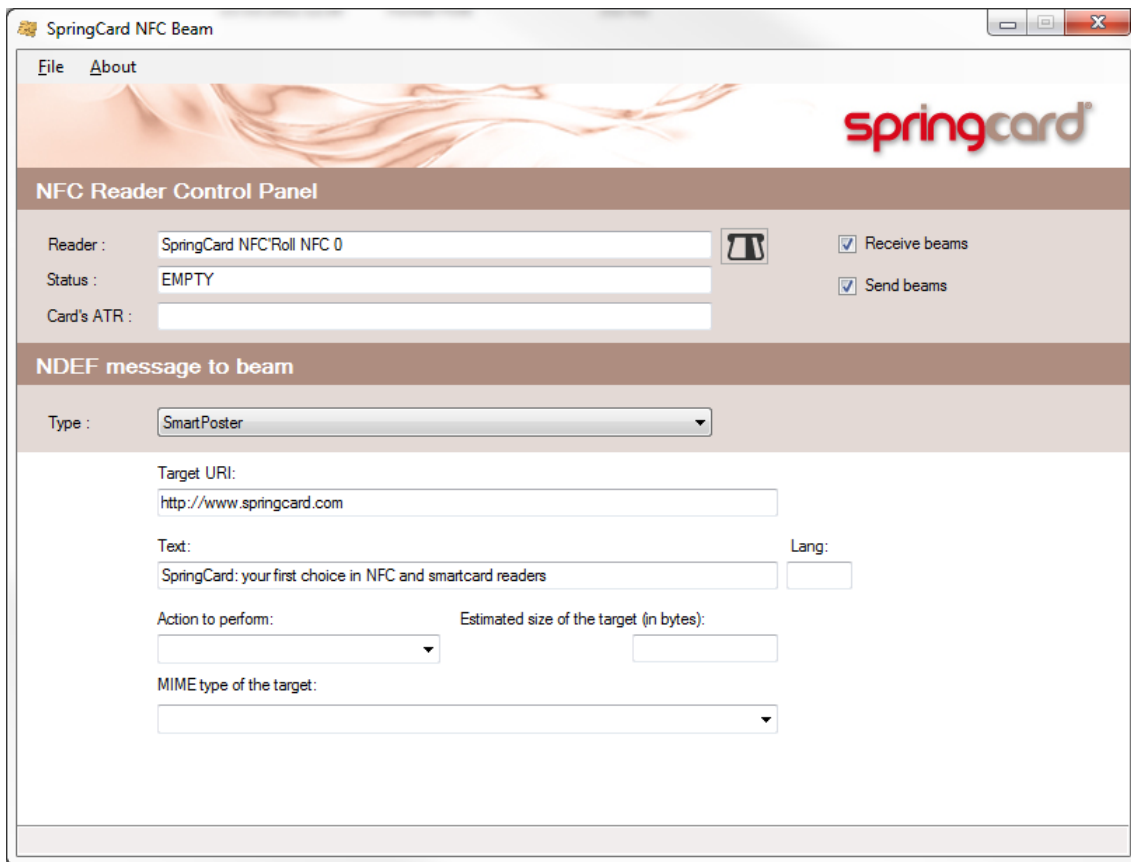 SpringCard NFC Beam
File About
springcard®
NFC Reader Control Panel
Reader : SpringCard NFC'Roll NFC 0 Receive beams
Status : EMPTY Send beams
Card's ATR :
NDEF message to beam
Type : SmartPoster
Target URI:
http://www.springcard.com
Text: Lang:
SpringCard: your first choice in NFC and smartcard readers
Action to perform: Estimated size of the target (in bytes):
MIME type of the target: